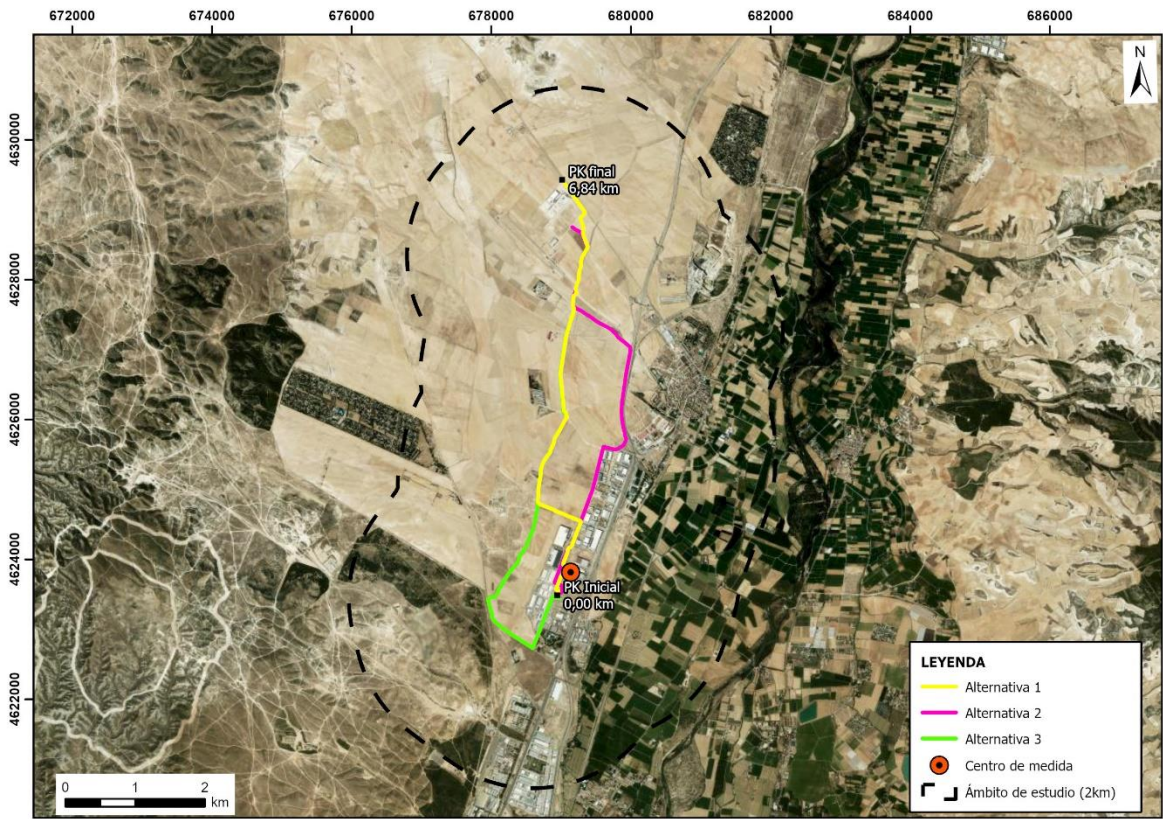 672000 674000 676000 678000 680000 682000 684000 686000
N
4630000
PK final
6,84 km
4628000
4626000
4624000
PK Inicial
0,00 km
4622000
LEYENDA
Alternativa 1
Alternativa 2
Alternativa 3
Centro de medida
Ámbito de estudio (2km)
0 1 2
km